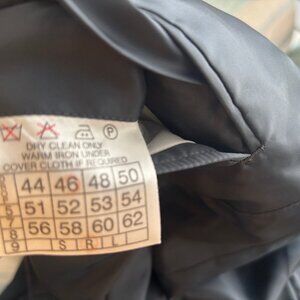 P
DRY CLEAN ONLY
WARM IRON UNDER
COVER CLOTH IF REQUIRED
44 46 48 50
51 52 53 54
56 58 60 62
S R L